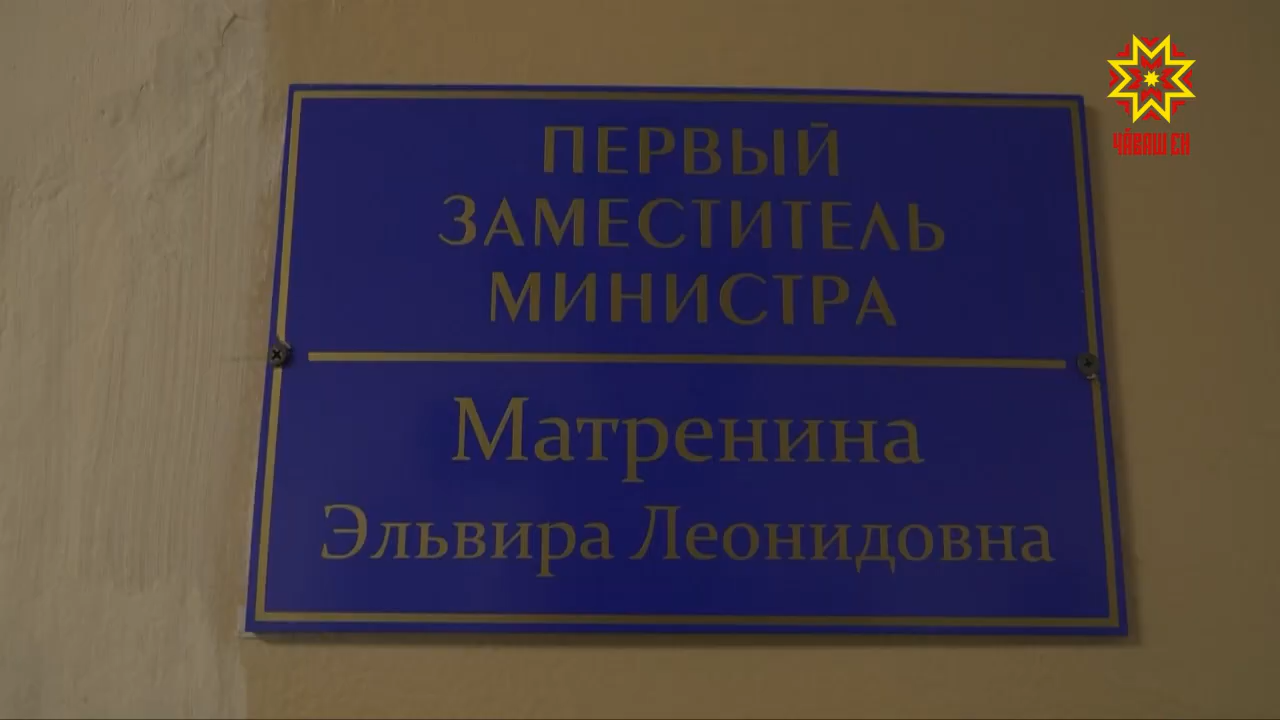 ПЕРВЫЙ
ЗАМЕСТИТЕЛЬ
МИНИСТРА
Матренина
Эльвира Леонидовна
ЧӐВАШ ЕН